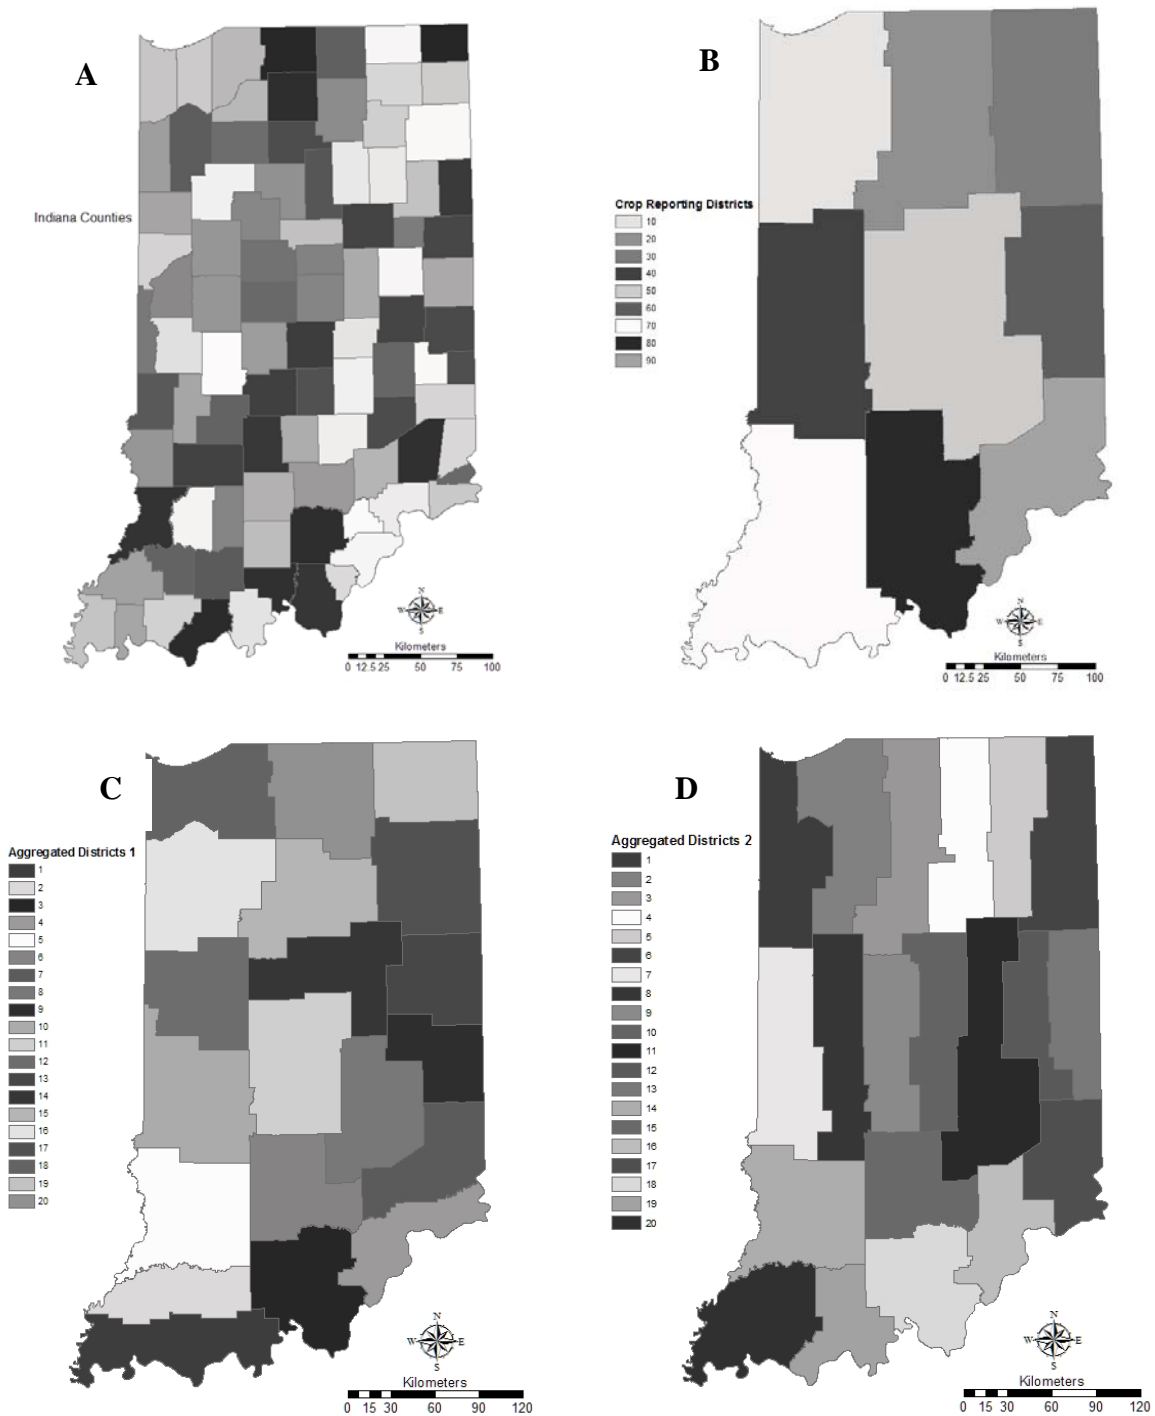 A
Indiana Counties
N
W E
S
Kilometers
0 12.5 25 50 75 100
B
Crop Reporting Districts
10
20
30
40
50
60
70
80
90
N
W E
S
Kilometers
0 12.5 25 50 75 100
C
Aggregated Districts 1
1
2
3
4
5
6
7
8
9
10
11
12
13
14
15
16
17
18
19
20
N
W E
S
Kilometers
0 15 30 60 90 120
D
Aggregated Districts 2
1
2
3
4
5
6
7
8
9
10
11
12
13
14
15
16
17
18
19
20
N
W E
S
Kilometers
0 15 30 60 90 120